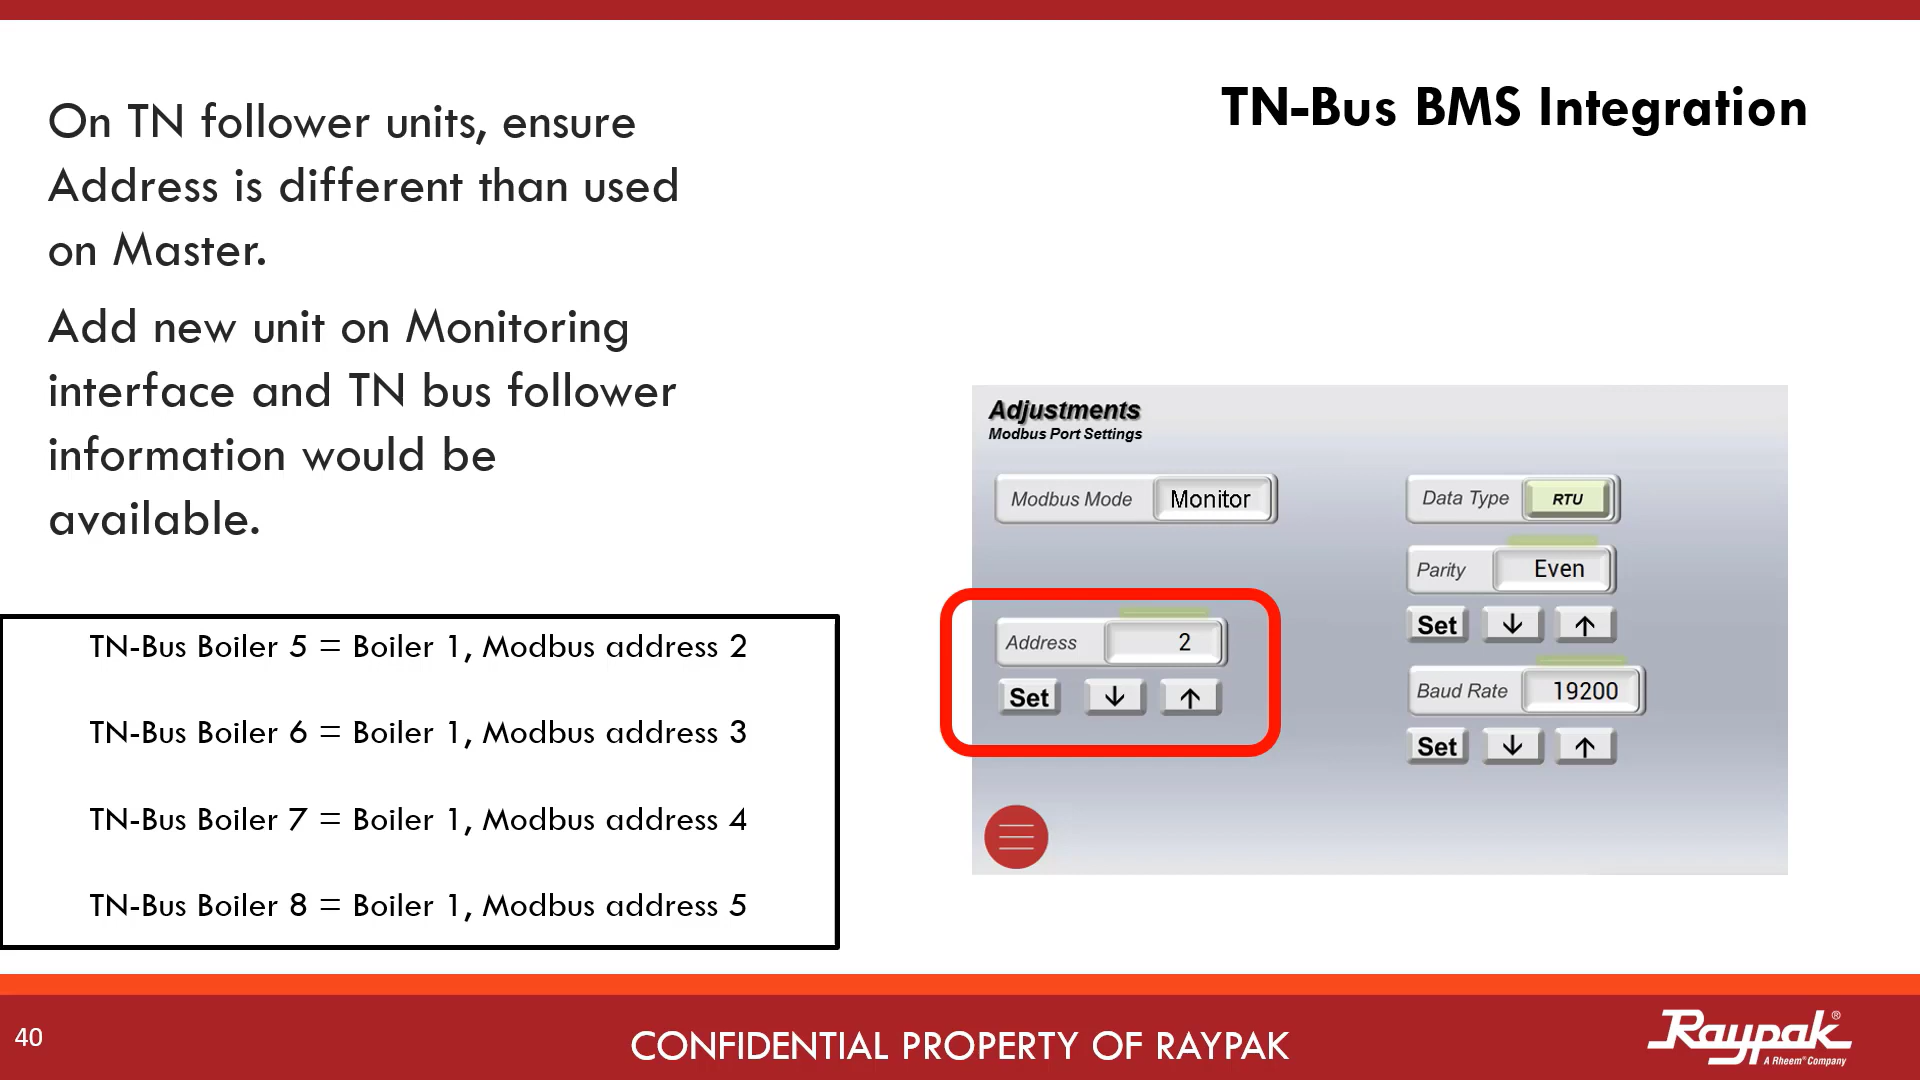 TN-Bus BMS Integration
On TN follower units, ensure
Address is different than used
on Master.
Add new unit on Monitoring
interface and TN bus follower
information would be
available.
TN-Bus Boiler 5 = Boiler 1, Modbus address 2
TN-Bus Boiler 6 = Boiler 1, Modbus address 3
TN-Bus Boiler 7 = Boiler 1, Modbus address 4
TN-Bus Boiler 8 = Boiler 1, Modbus address 5
Adjustments
Modbus Port Settings
Modbus Mode Monitor
Address 2
Set ↓ ↑
Data Type RTU
Parity Even
Set ↓ ↑
Baud Rate 19200
Set ↓ ↑
40
CONFIDENTIAL PROPERTY OF RAYPAK
Raypak®
A Rheem® Company